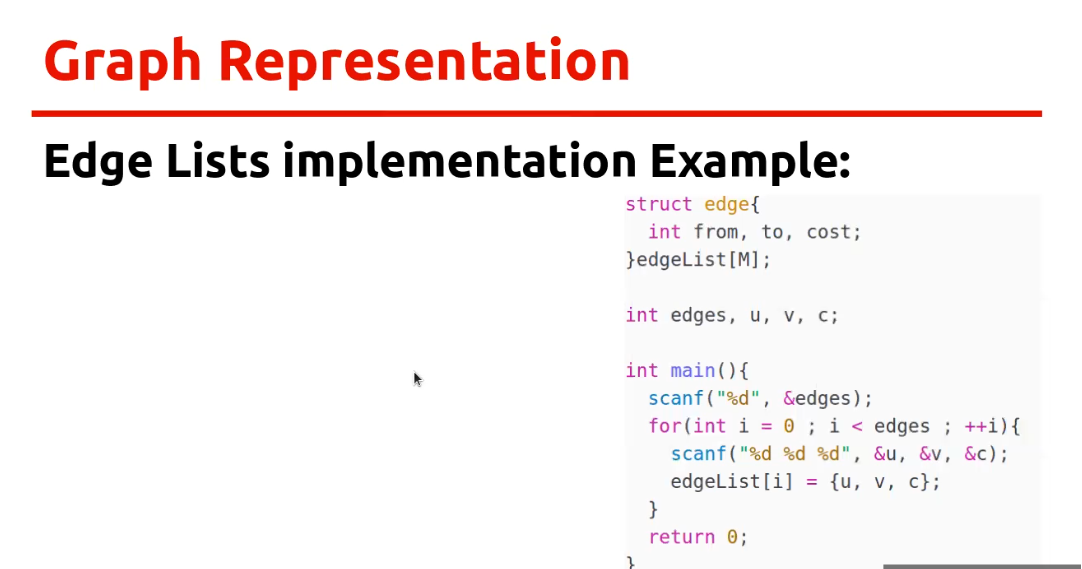 Graph Representation
Edge Lists implementation Example:
struct edge{
int from, to, cost;
}edgeList[M];
int edges, u, v, c;
int main(){
scanf("%d", &edges);
for(int i = 0 ; i < edges ; ++i){
scanf("%d %d %d", &u, &v, &c);
edgeList[i] = {u, v, c};
}
return 0;
}